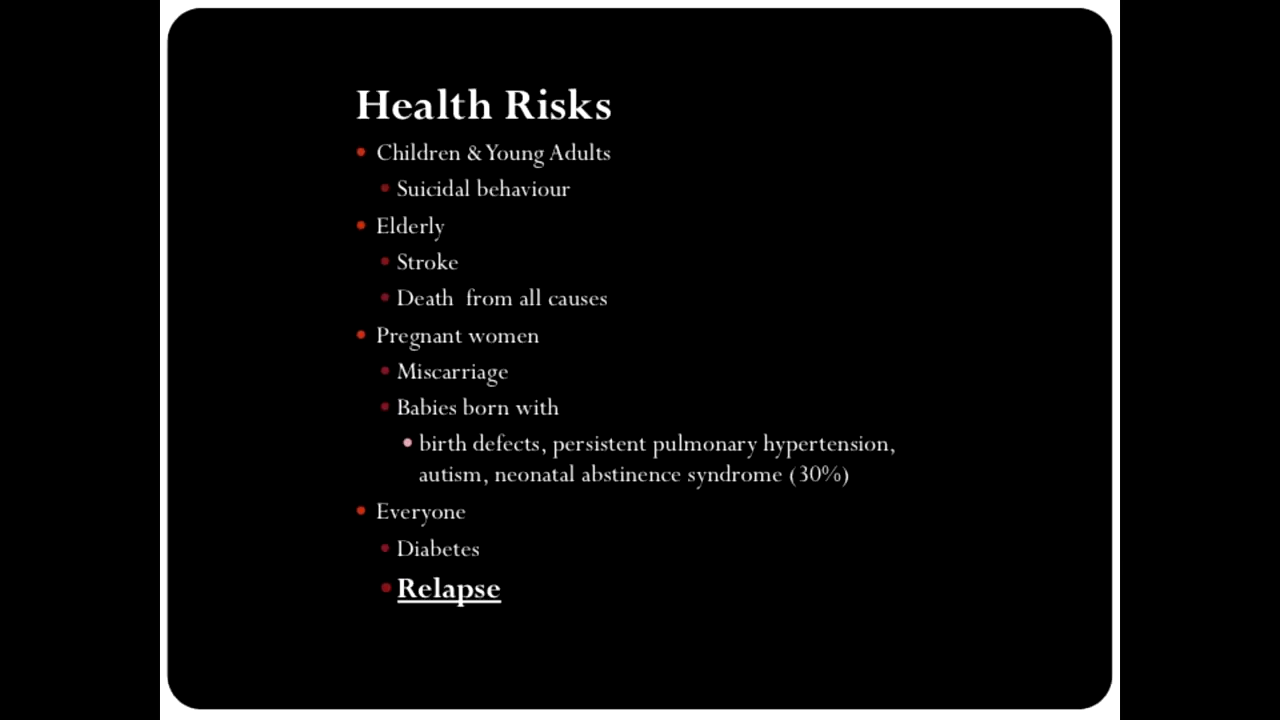 Health Risks
• Children & Young Adults
• Suicidal behaviour
• Elderly
• Stroke
• Death from all causes
• Pregnant women
• Miscarriage
• Babies born with
• birth defects, persistent pulmonary hypertension,
autism, neonatal abstinence syndrome (30%)
• Everyone
• Diabetes
• Relapse